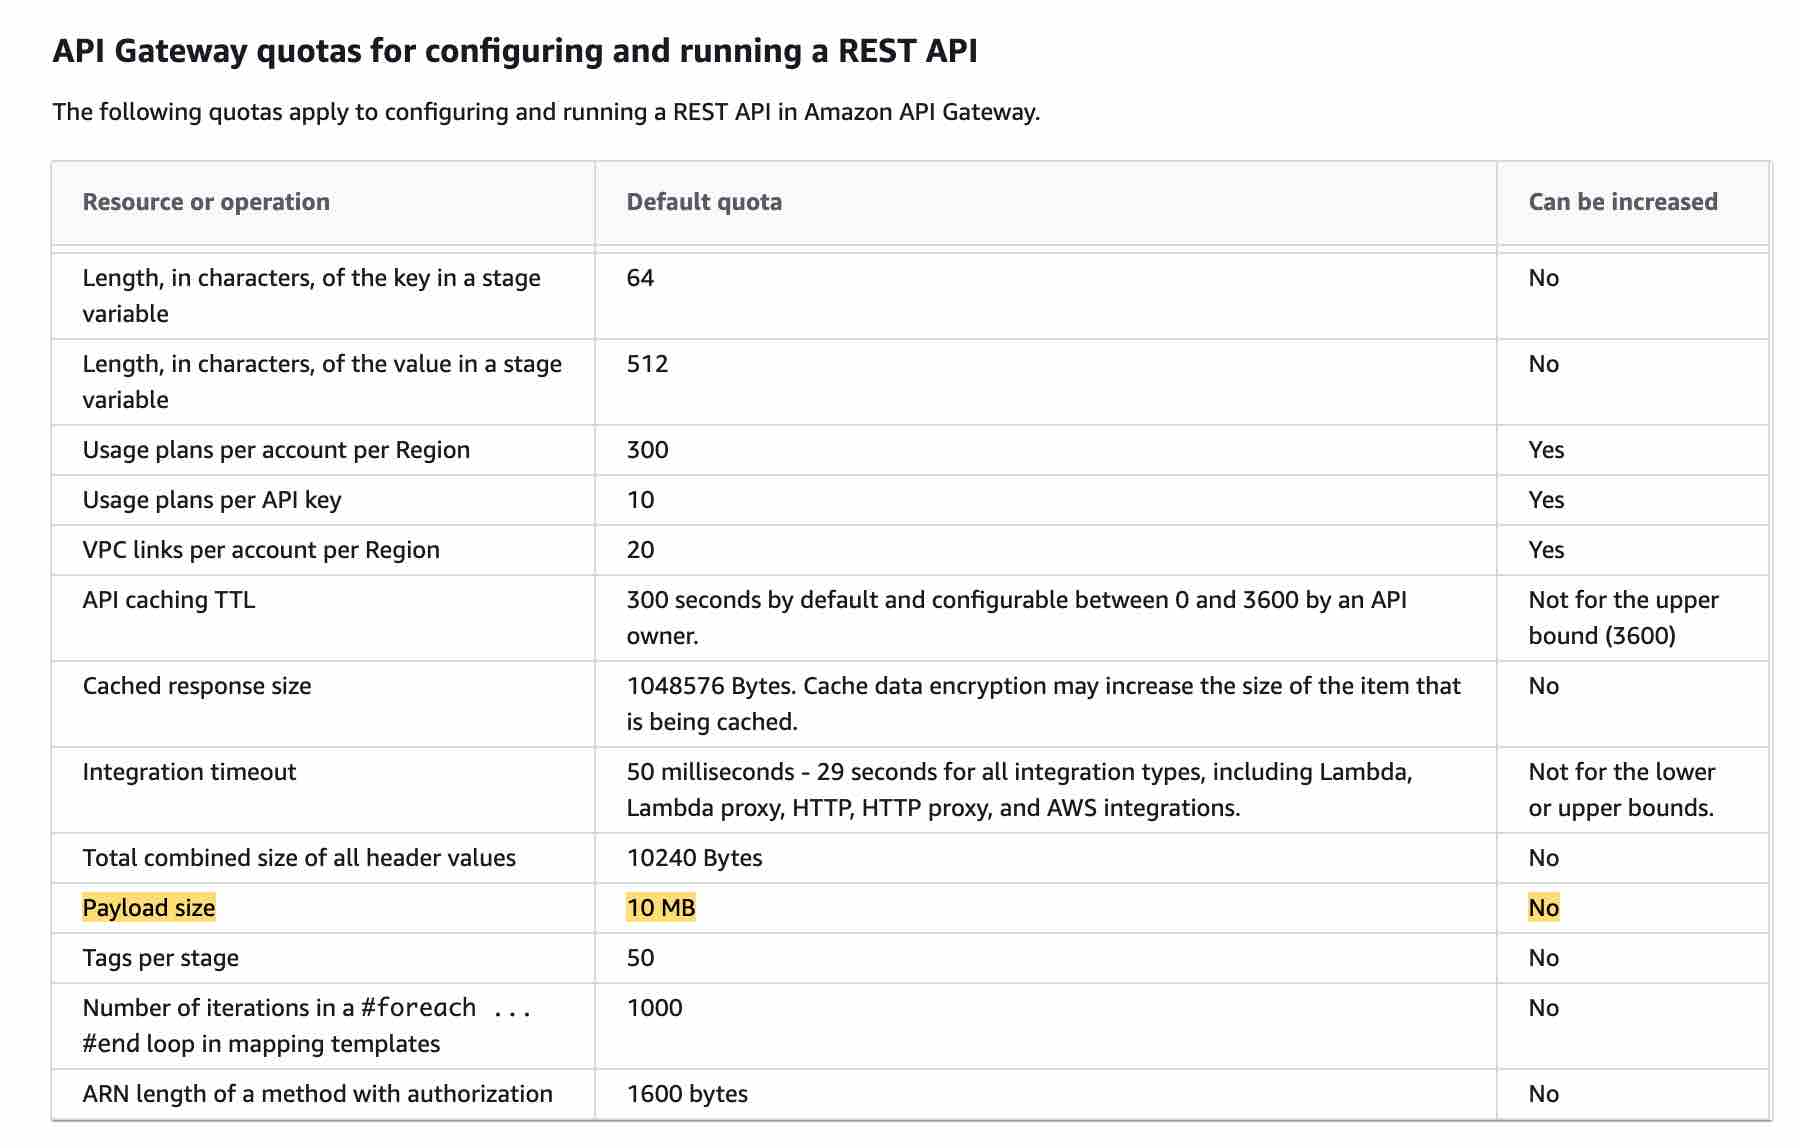 API Gateway quotas for configuring and running a REST API
The following quotas apply to configuring and running a REST API in Amazon API Gateway.
Resource or operation Default quota Can be increased
Length, in characters, of the key in a stage 64 No
variable
Length, in characters, of the value in a stage 512 No
variable
Usage plans per account per Region 300 Yes
Usage plans per API key 10 Yes
VPC links per account per Region 20 Yes
API caching TTL 300 seconds by default and configurable between 0 and 3600 by an API Not for the upper
owner. bound (3600)
Cached response size 1048576 Bytes. Cache data encryption may increase the size of the item that No
is being cached.
Integration timeout 50 milliseconds - 29 seconds for all integration types, including Lambda, Not for the lower
Lambda proxy, HTTP, HTTP proxy, and AWS integrations. or upper bounds.
Total combined size of all header values 10240 Bytes No
Payload size 10 MB No
Tags per stage 50 No
Number of iterations in a #foreach ... 1000 No
#end loop in mapping templates
ARN length of a method with authorization 1600 bytes No